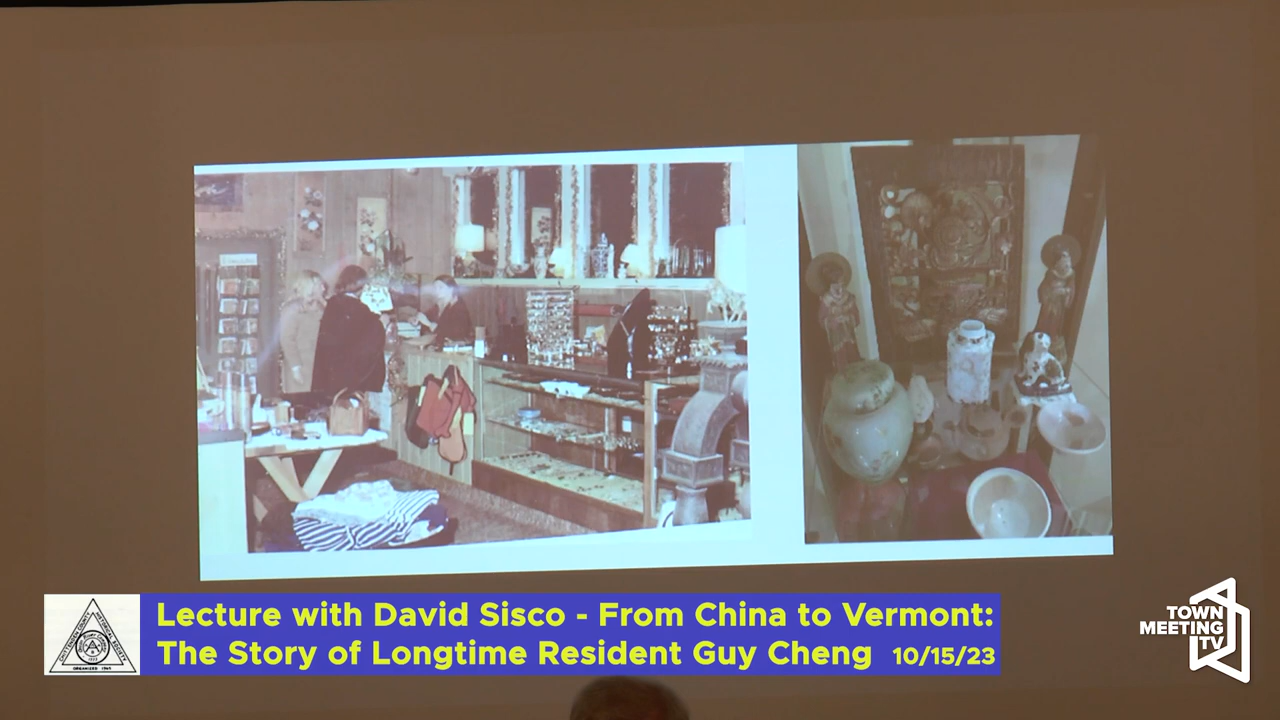 Lecture with David Sisco - From China to Vermont:
The Story of Longtime Resident Guy Cheng 10/15/23
TOWN
MEETING
TV